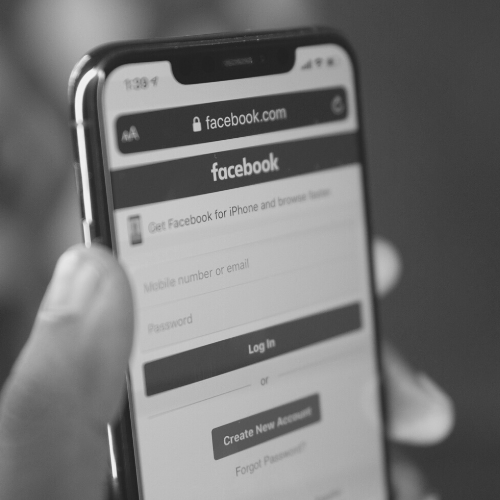 1:39
AA facebook.com
facebook
Get Facebook for iPhone and browse faster.
Mobile number or email
Password
Log In
or
Create New Account
Forgot Password?